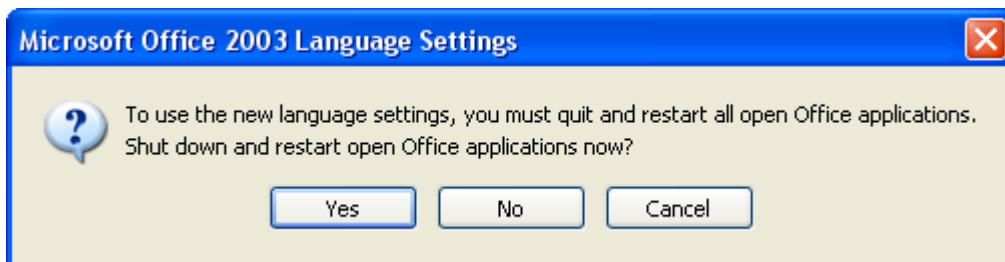 Microsoft Office 2003 Language Settings
To use the new language settings, you must quit and restart all open Office applications.
Shut down and restart open Office applications now?
Yes No Cancel